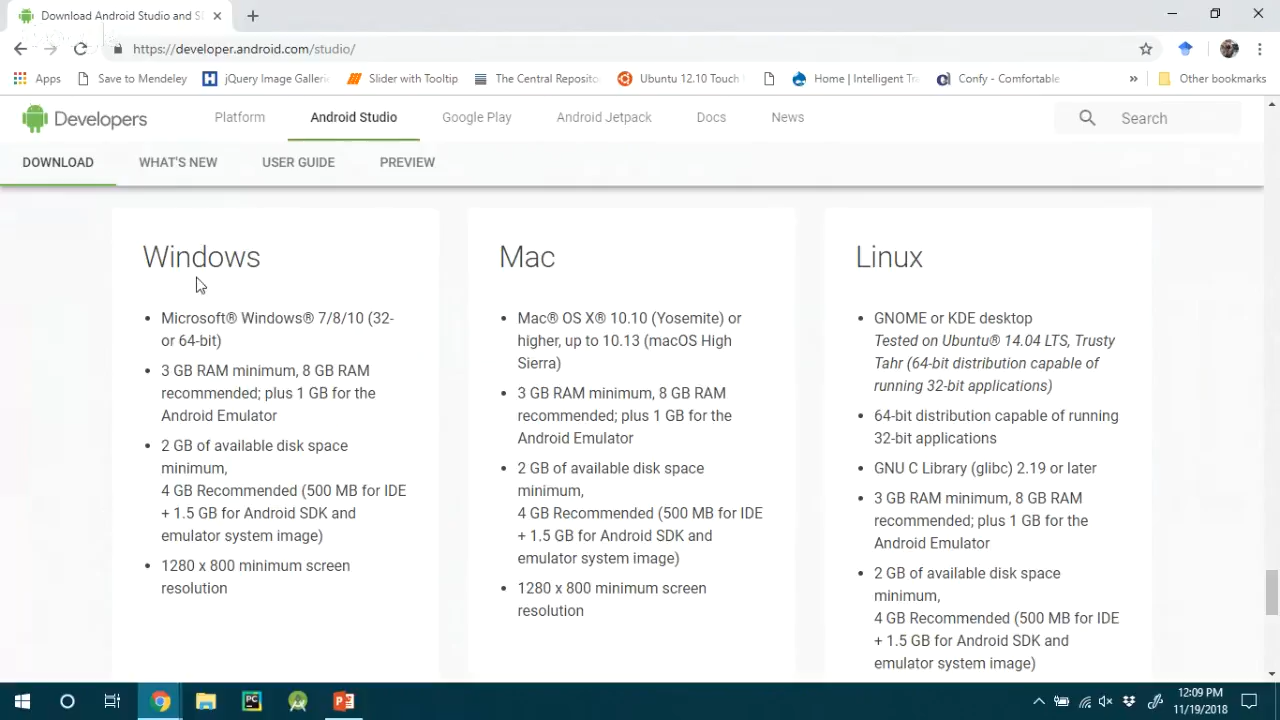 Download Android Studio and S
https://developer.android.com/studio/
Apps
Save to Mendeley
jQuery Image Galleri
Slider with Tooltip
The Central Reposito
Ubuntu 12.10 Touch
Home | Intelligent Tra
Confy - Comfortable
»
Other bookmarks
Developers
Platform
Android Studio
Google Play
Android Jetpack
Docs
News
Search
DOWNLOAD
WHAT'S NEW
USER GUIDE
PREVIEW
Windows
• Microsoft® Windows® 7/8/10 (32-
or 64-bit)
• 3 GB RAM minimum, 8 GB RAM
recommended; plus 1 GB for the
Android Emulator
• 2 GB of available disk space
minimum,
4 GB Recommended (500 MB for IDE
+ 1.5 GB for Android SDK and
emulator system image)
• 1280 x 800 minimum screen
resolution
Mac
• Mac® OS X® 10.10 (Yosemite) or
higher, up to 10.13 (macOS High
Sierra)
• 3 GB RAM minimum, 8 GB RAM
recommended; plus 1 GB for the
Android Emulator
• 2 GB of available disk space
minimum,
4 GB Recommended (500 MB for IDE
+ 1.5 GB for Android SDK and
emulator system image)
• 1280 x 800 minimum screen
resolution
Linux
• GNOME or KDE desktop
Tested on Ubuntu® 14.04 LTS, Trusty
Tahr (64-bit distribution capable of
running 32-bit applications)
• 64-bit distribution capable of running
32-bit applications
• GNU C Library (glibc) 2.19 or later
• 3 GB RAM minimum, 8 GB RAM
recommended; plus 1 GB for the
Android Emulator
• 2 GB of available disk space
minimum,
4 GB Recommended (500 MB for IDE
+ 1.5 GB for Android SDK and
emulator system image)
12:09 PM
11/19/2018